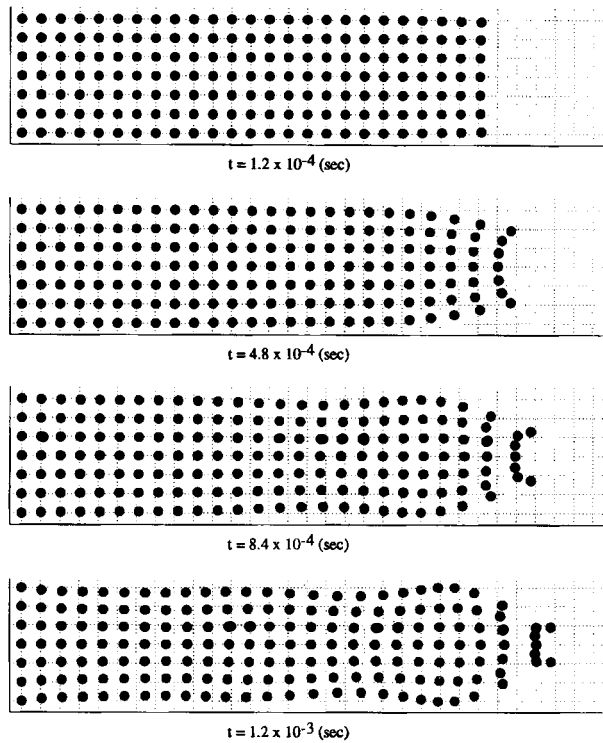 t = 1.2 x 10⁻⁴ (sec)
t = 4.8 x 10⁻⁴ (sec)
t = 8.4 x 10⁻⁴ (sec)
t = 1.2 x 10⁻³ (sec)